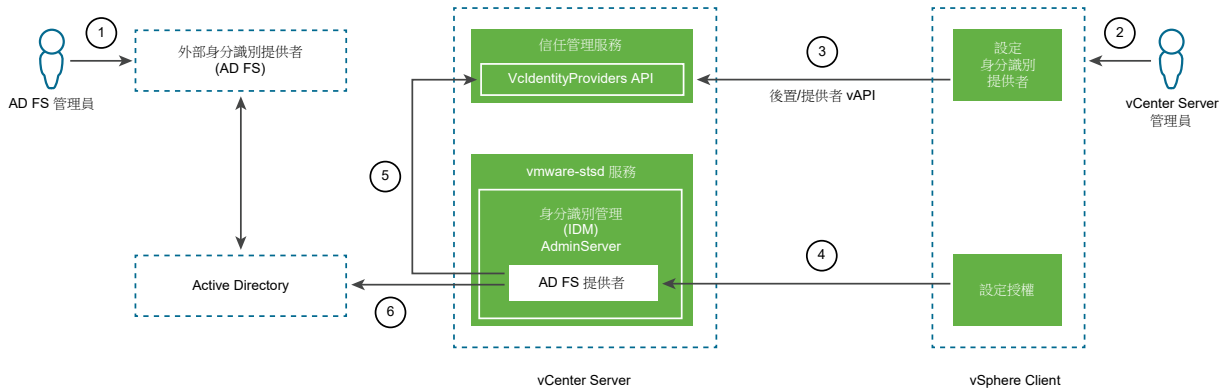 1
AD FS 管理員
外部身分識別提供者
(AD FS)
Active Directory
信任管理服務
VcIdentityProviders API
5
6
vmware-stsd 服務
身分識別管理
(IDM)
AdminServer
AD FS 提供者
vCenter Server
3
後置/提供者 vAPI
4
設定
身分識別
提供者
設定授權
vSphere Client
2
vCenter Server
管理員